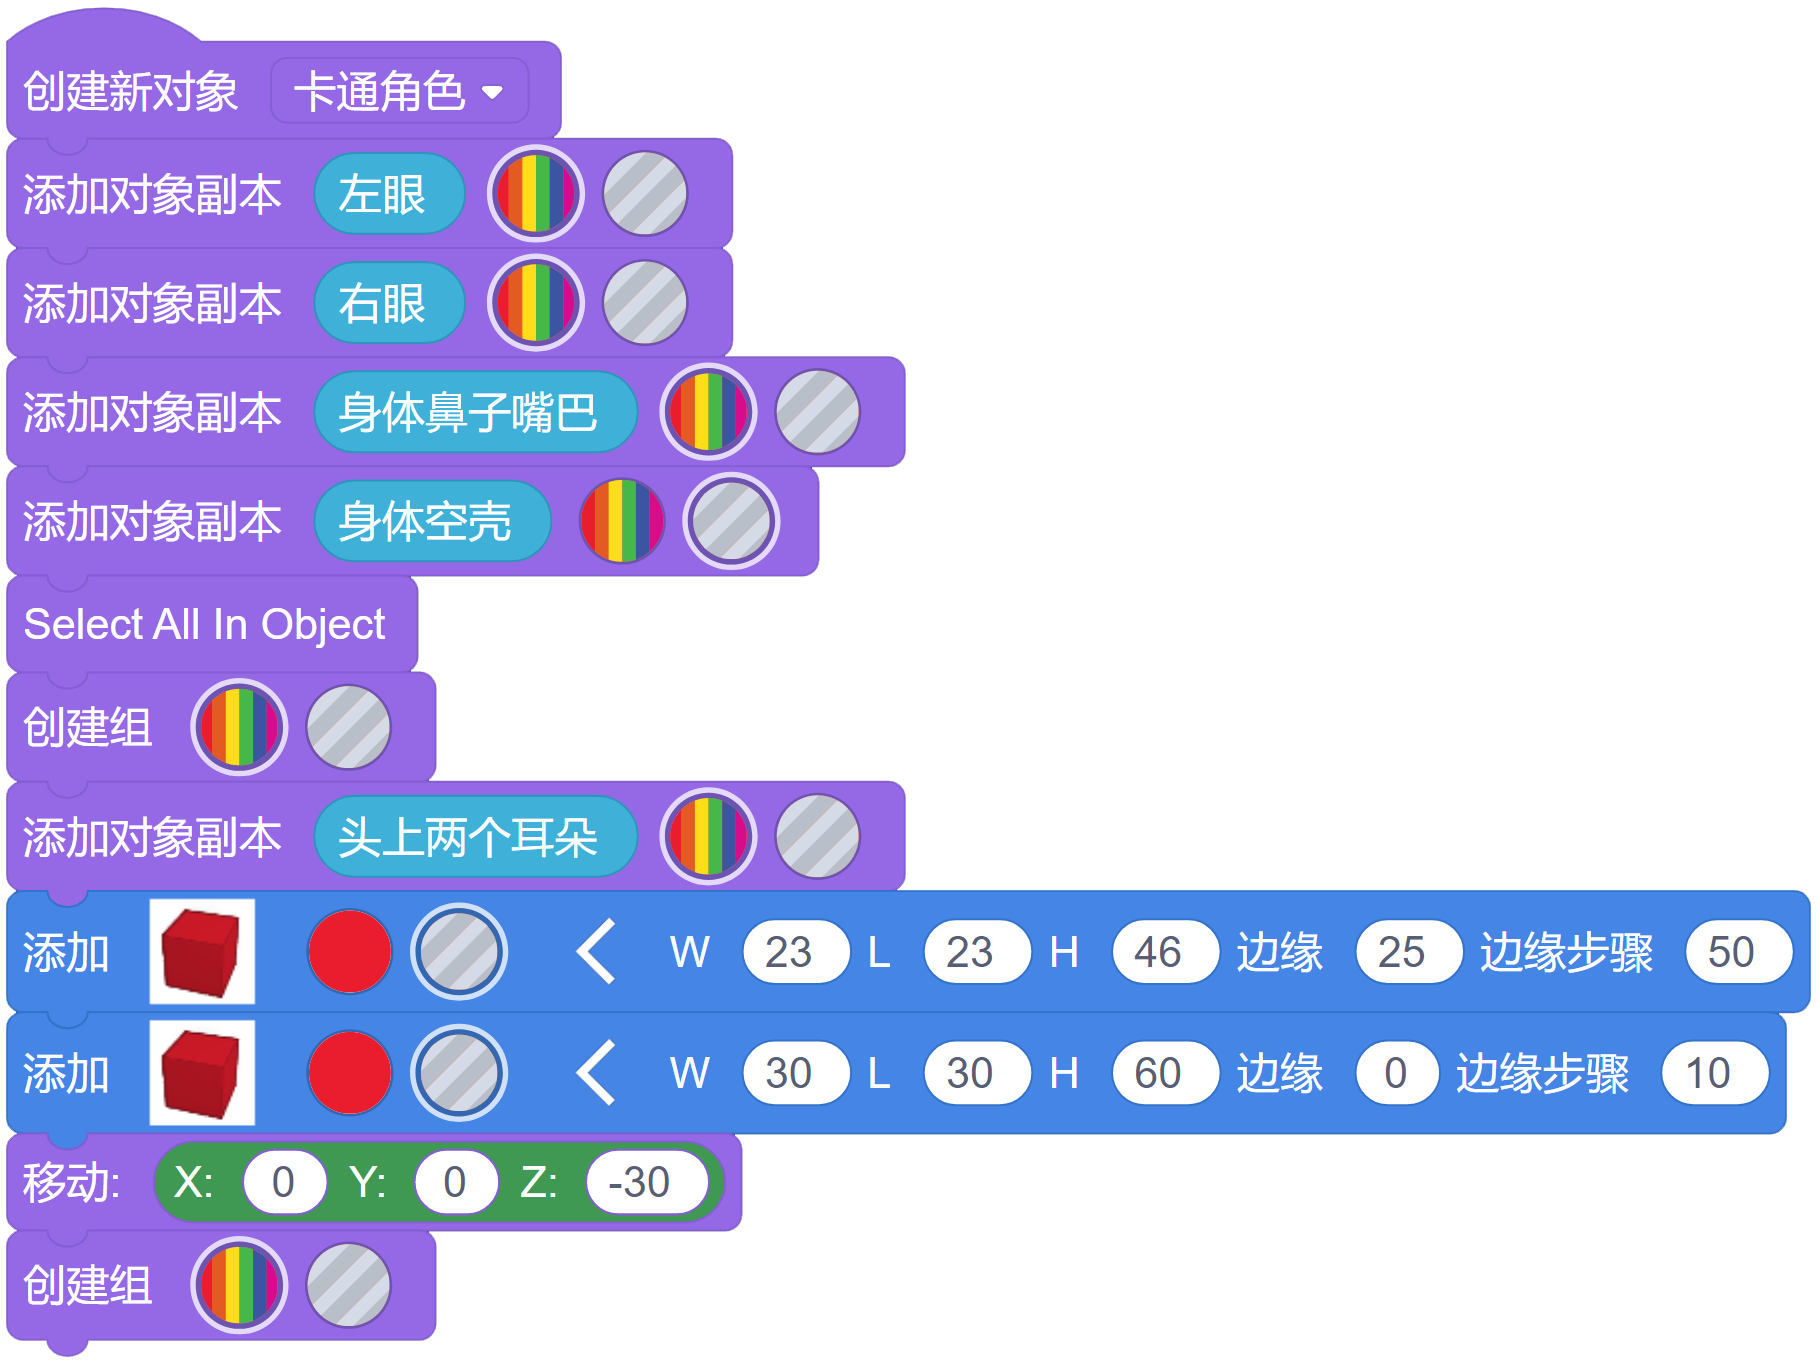 创建新对象 卡通角色
添加对象副本 左眼
添加对象副本 右眼
添加对象副本 身体鼻子嘴巴
添加对象副本 身体空壳
Select All In Object
创建组
添加对象副本 头上两个耳朵
添加 W 23 L 23 H 46 边缘 25 边缘步骤 50
添加 W 30 L 30 H 60 边缘 0 边缘步骤 10
移动: X: 0 Y: 0 Z: -30
创建组